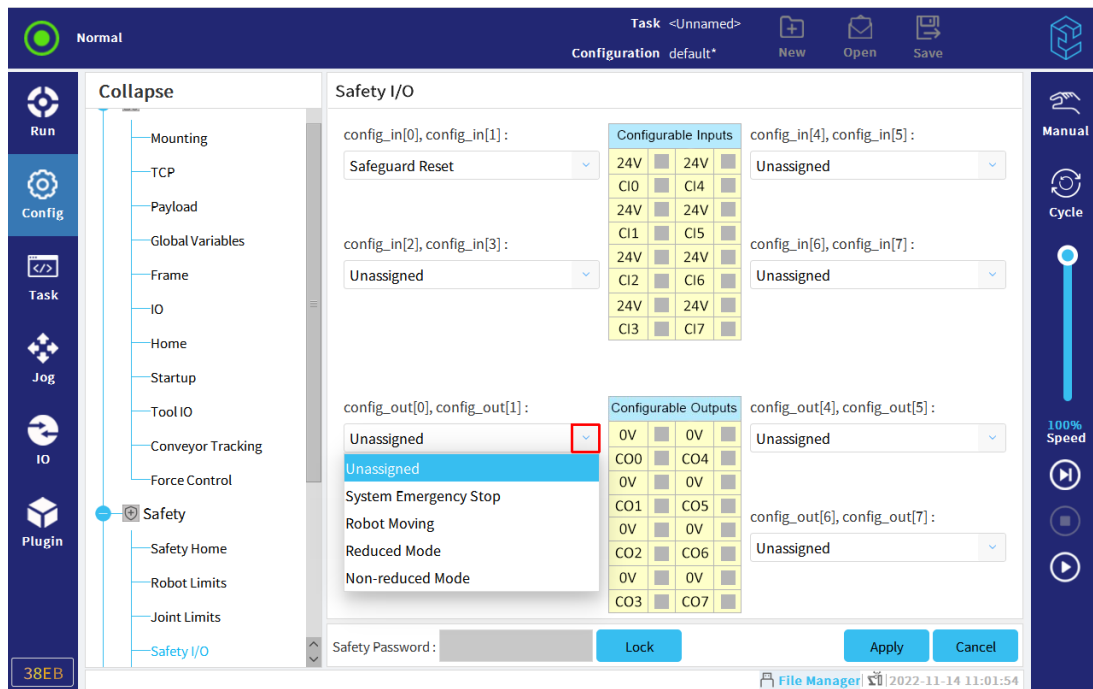 Normal
Task <Unnamed>
Configuration default*
New
Open
Save
Run
Config
Task
Jog
IO
Plugin
38EB
Collapse
Mounting
TCP
Payload
Global Variables
Frame
IO
Home
Startup
Tool IO
Conveyor Tracking
Force Control
Safety
Safety Home
Robot Limits
Joint Limits
Safety I/O
Safety I/O
config_in[0], config_in[1] :
Safeguard Reset
config_in[2], config_in[3] :
Unassigned
Configurable Inputs
24V 24V
CI0 CI4
24V 24V
CI1 CI5
24V 24V
CI2 CI6
24V 24V
CI3 CI7
config_in[4], config_in[5] :
Unassigned
config_in[6], config_in[7] :
Unassigned
config_out[0], config_out[1] :
Unassigned
Unassigned
System Emergency Stop
Robot Moving
Reduced Mode
Non-reduced Mode
Configurable Outputs
0V 0V
CO0 CO4
0V 0V
CO1 CO5
0V 0V
CO2 CO6
0V 0V
CO3 CO7
config_out[4], config_out[5] :
Unassigned
config_out[6], config_out[7] :
Unassigned
Safety Password :
Lock
Apply
Cancel
File Manager
2022-11-14 11:01:54
Manual
Cycle
100%
Speed